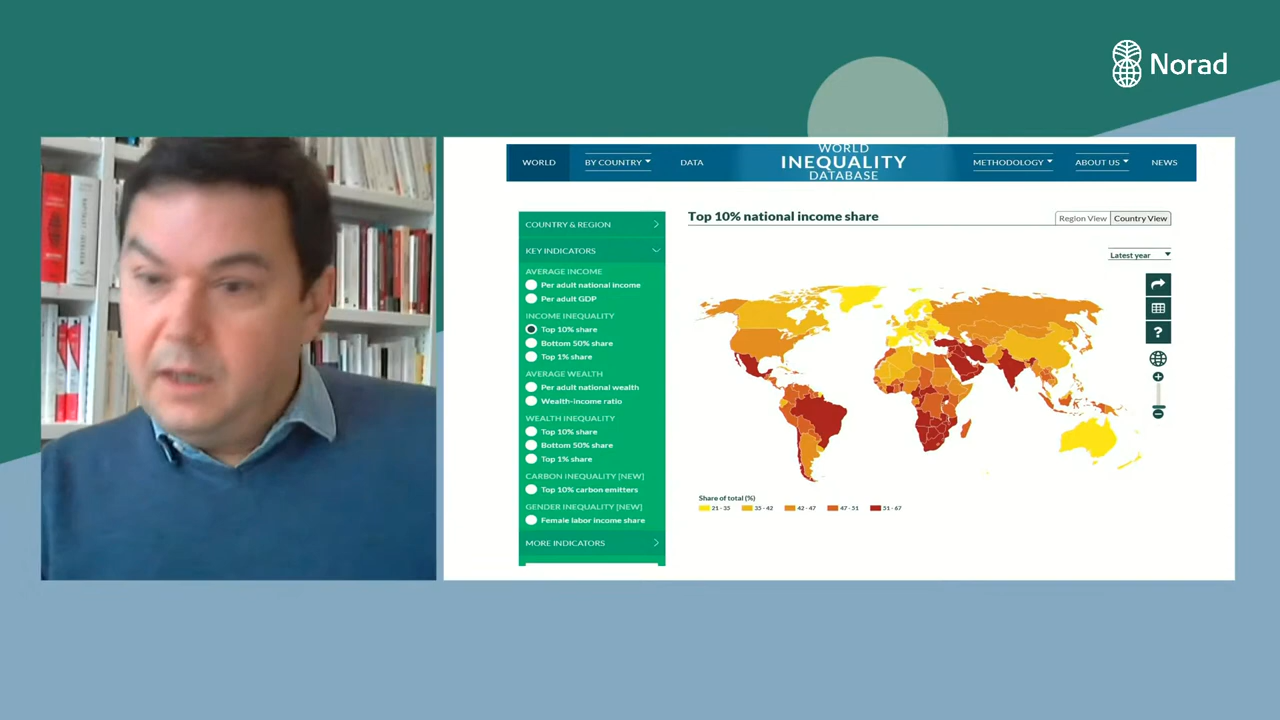 Norad
WORLD
BY COUNTRY
DATA
WORLD
INEQUALITY
DATABASE
METHODOLOGY
ABOUT US
NEWS
COUNTRY & REGION
KEY INDICATORS
AVERAGE INCOME
Per adult national income
Per adult GDP
INCOME INEQUALITY
Top 10% share
Bottom 50% share
Top 1% share
AVERAGE WEALTH
Per adult national wealth
Wealth-income ratio
WEALTH INEQUALITY
Top 10% share
Bottom 50% share
Top 1% share
CARBON INEQUALITY [NEW]
Top 10% carbon emitters
GENDER INEQUALITY [NEW]
Female labor income share
MORE INDICATORS
Top 10% national income share
Region View
Country View
Latest year
?
Share of total (%)
21 - 35
35 - 42
42 - 47
47 - 51
51 - 67